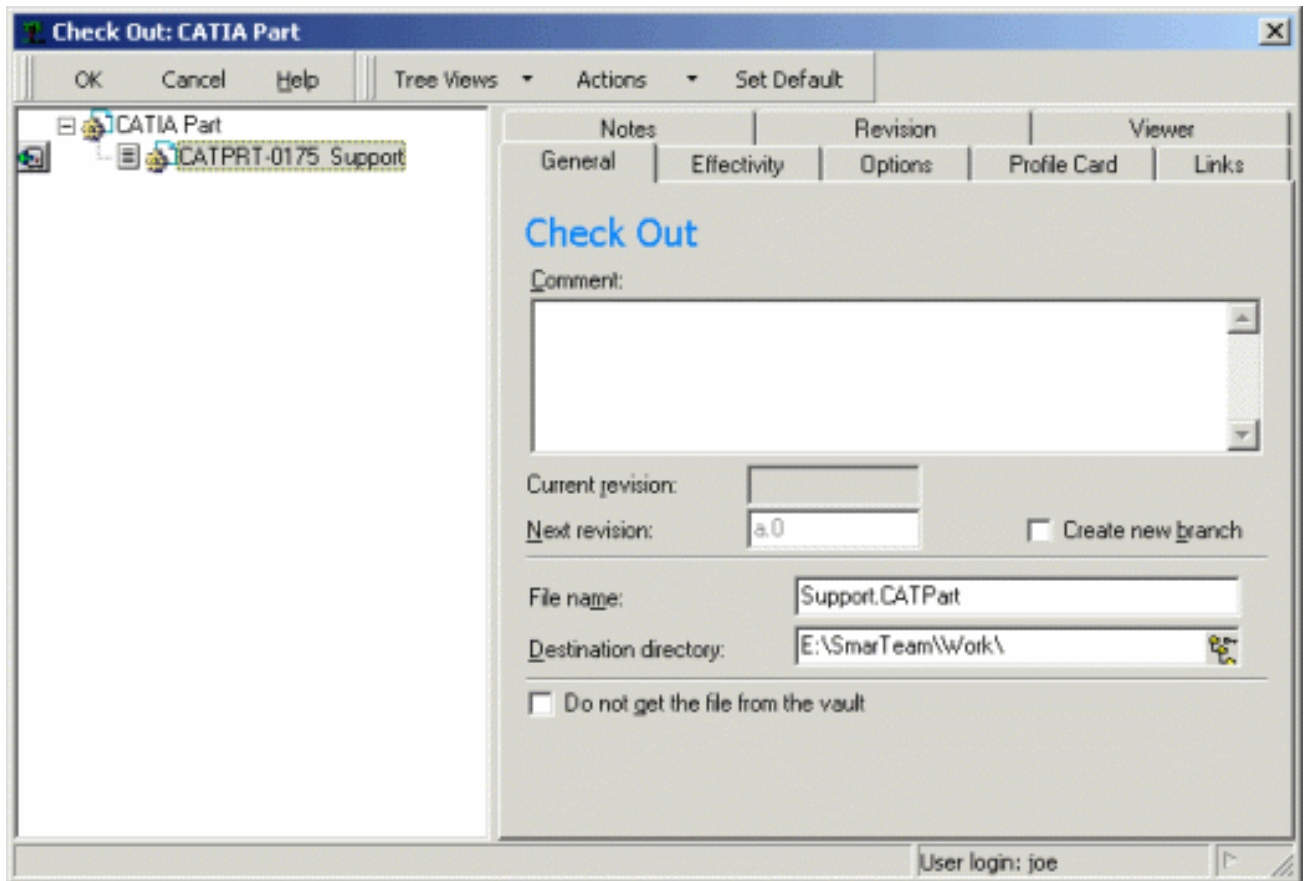 Check Out: CATIA Part
OK Cancel Help Tree Views Actions Set Default
CATIA Part
CATPRT-0175 Support
Notes Revision Viewer
General Effectivity Options Profile Card Links
Check Out
Comment:
Current revision:
Next revision: a.0 Create new branch
File name: Support.CATPart
Destination directory: E:\SmarTeam\Work\
Do not get the file from the vault
User login: joe